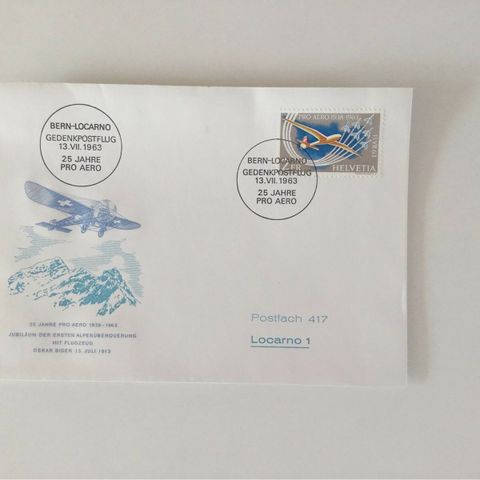 BERN-LOCARNO
GEDENKPOSTFLUG
13.VII.1963
25 JAHRE
PRO AERO
PRO AERO 1938-1963
HELVETIA
BERN-LOCARNO
GEDENKPOSTFLUG
13.VII.1963
25 JAHRE
PRO AERO
25 JAHRE PRO AERO 1938-1963
JUBILÄUM DER ERSTEN ALPENÜBERQUERUNG
MIT FLUGZEUG
OSKAR BIDER 13. JULI 1913
Postfach 417
Locarno 1